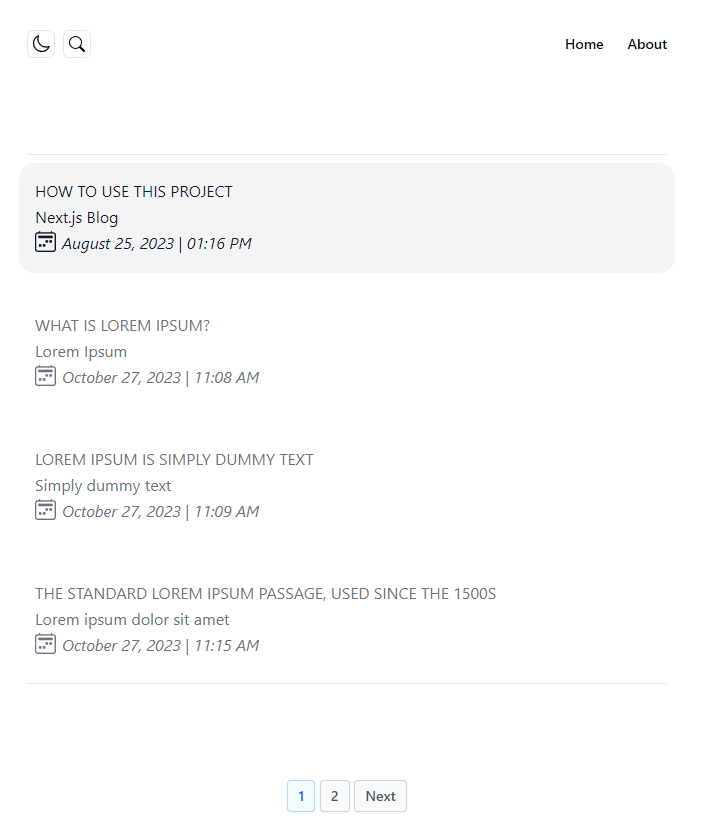 Home About
HOW TO USE THIS PROJECT
Next.js Blog
August 25, 2023 | 01:16 PM
WHAT IS LOREM IPSUM?
Lorem Ipsum
October 27, 2023 | 11:08 AM
LOREM IPSUM IS SIMPLY DUMMY TEXT
Simply dummy text
October 27, 2023 | 11:09 AM
THE STANDARD LOREM IPSUM PASSAGE, USED SINCE THE 1500S
Lorem ipsum dolor sit amet
October 27, 2023 | 11:15 AM
1 2 Next